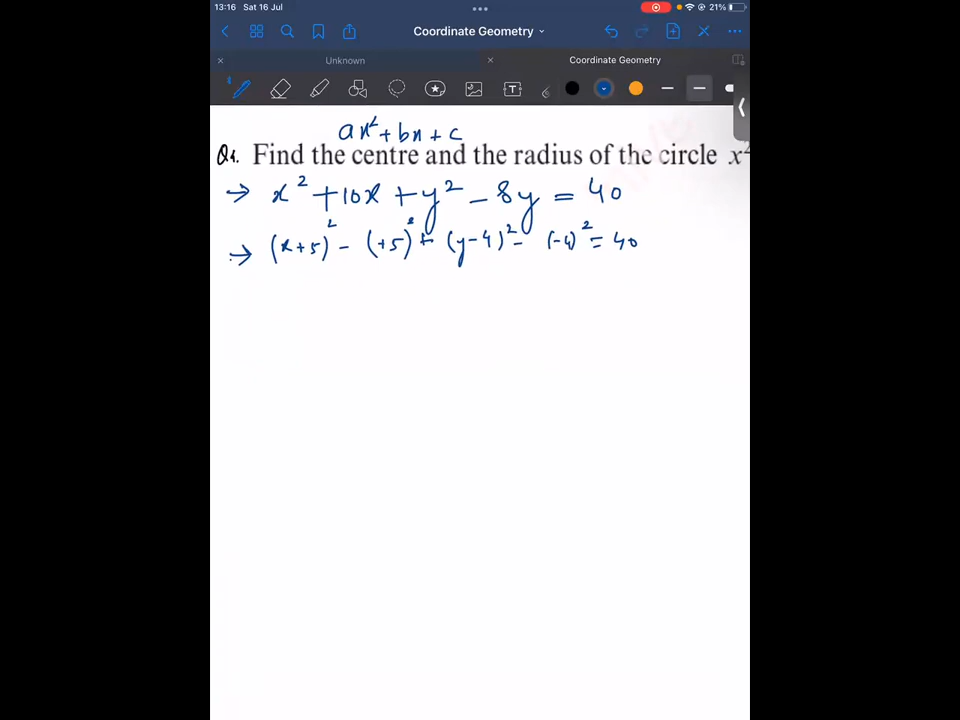 13:16 Sat 16 Jul
21%
Coordinate Geometry
Unknown
Coordinate Geometry
T
ax²+bx+c
Q1. Find the centre and the radius of the circle x²
→ x² + 10x + y² - 8y = 40
→ (x+5)² - (+5)² + (y-4)² - (-4)² = 40